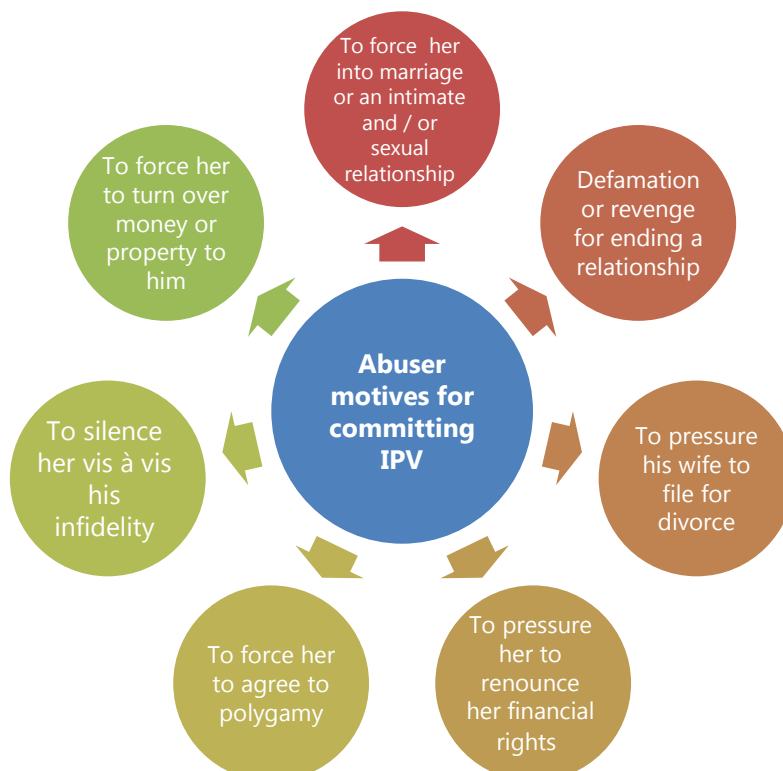 To force her
into marriage
or an intimate
and / or
sexual
relationship
Defamation
or revenge
for ending a
relationship
To pressure
his wife to
file for
divorce
To pressure
her to
renounce
her financial
rights
To force her
to agree to
polygamy
To silence
her vis à vis
his
infidelity
To force her
to turn over
money or
property to
him
Abuser
motives for
committing
IPV